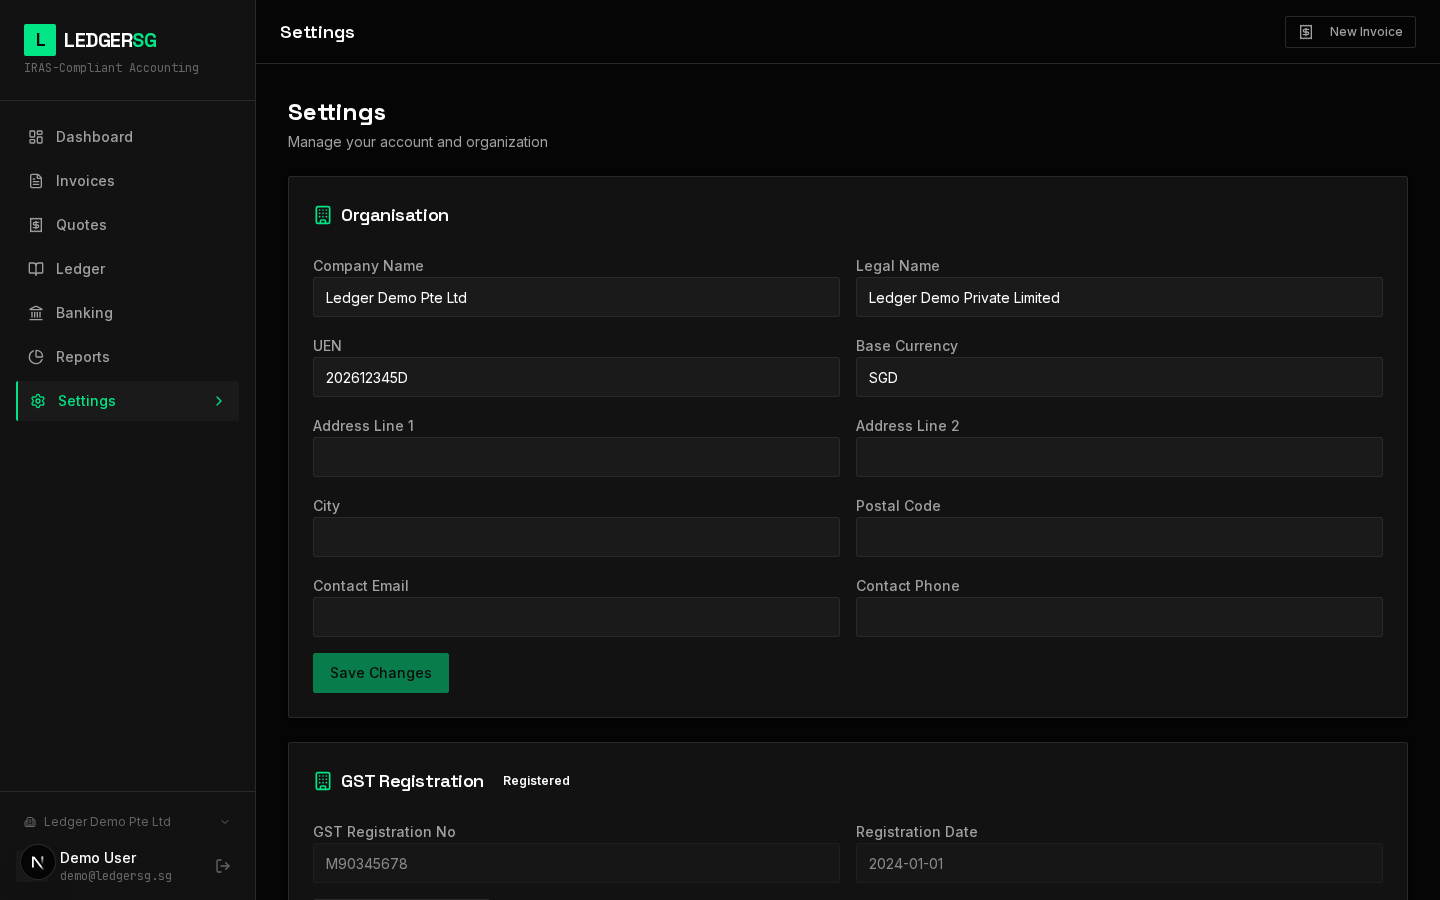 L LEDGERSG
IRAS-Compliant Accounting
Dashboard
Invoices
Quotes
Ledger
Banking
Reports
Settings
Ledger Demo Pte Ltd
N
Demo User
demo@ledgersg.sg
Settings
New Invoice
Settings
Manage your account and organization
Organisation
Company Name
Ledger Demo Pte Ltd
Legal Name
Ledger Demo Private Limited
UEN
202612345D
Base Currency
SGD
Address Line 1
Address Line 2
City
Postal Code
Contact Email
Contact Phone
Save Changes
GST Registration Registered
GST Registration No
M90345678
Registration Date
2024-01-01